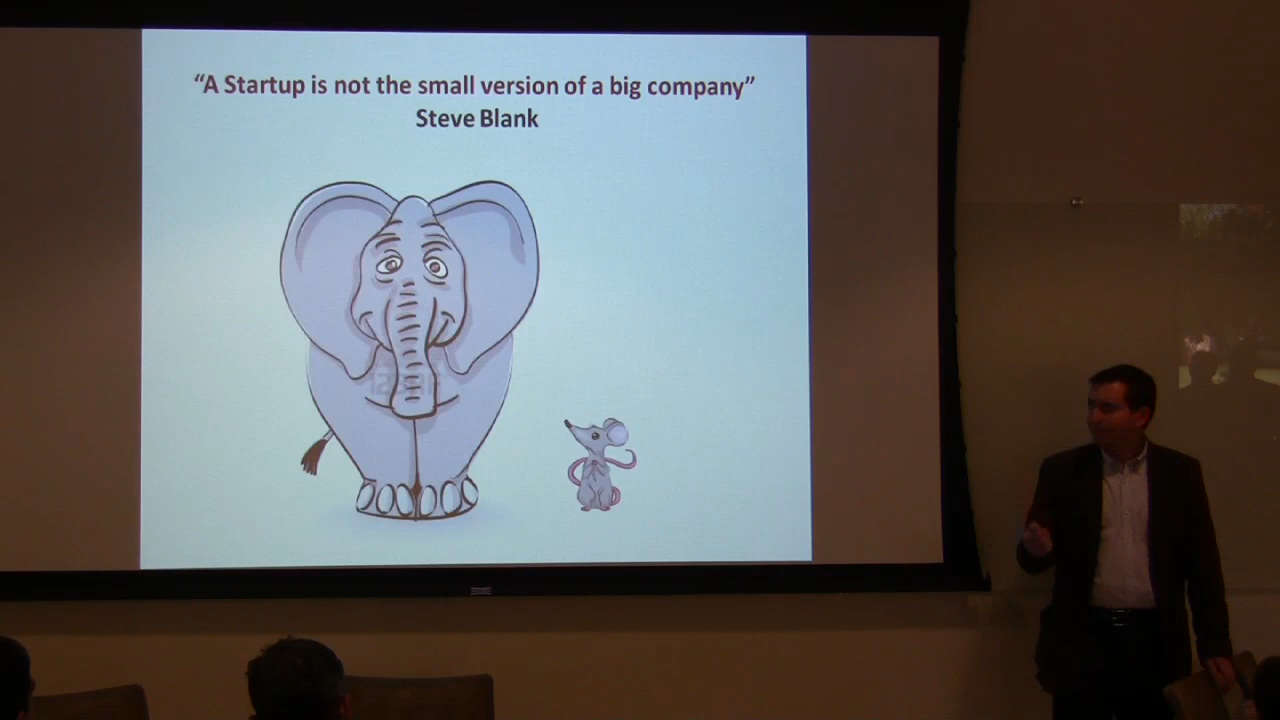 “A Startup is not the small version of a big company”
Steve Blank